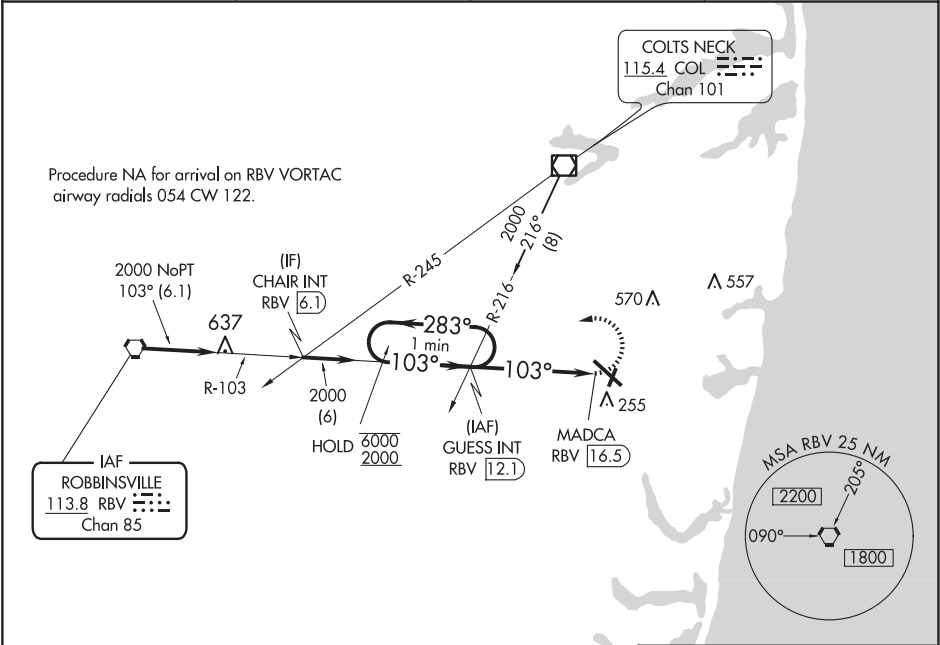 COLTS NECK
115.4 COL
Chan 101
Procedure NA for arrival on RBV VORTAC
airway radials 054 CW 122.
2000
216°
(8)
R-245
R-216
2000 NoPT
103° (6.1)
(IF)
CHAIR INT
RBV 6.1
637
570
557
283°
1 min
103°
103°
R-103
2000
(6)
HOLD 6000
2000
255
(IAF)
GUESS INT
RBV 12.1
MADCA
RBV 16.5
IAF
ROBBINSVILLE
113.8 RBV
Chan 85
MSA RBV 25 NM
2200
205°
090°
1800